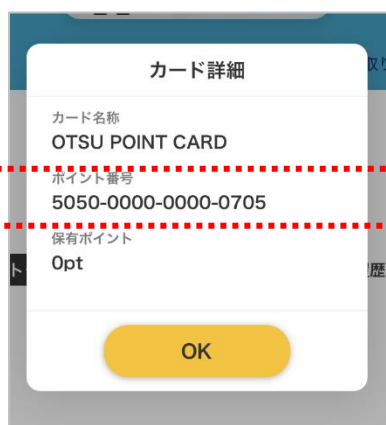 カード詳細
カード名称
OTSU POINT CARD
ポイント番号
5050-0000-0000-0705
保有ポイント
0pt
OK